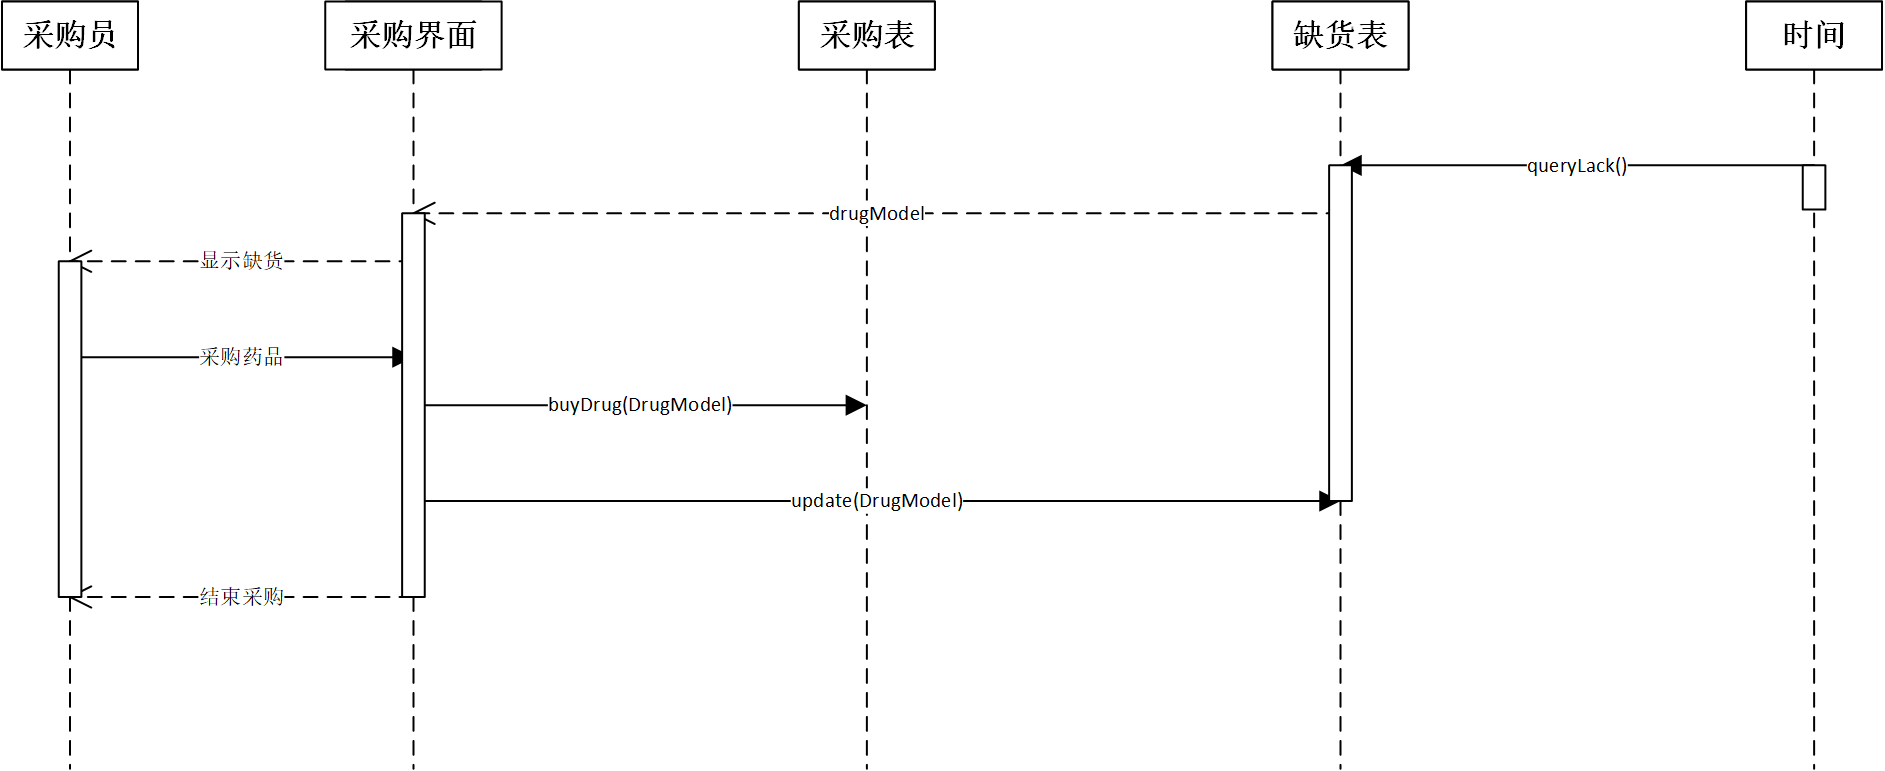 采购员
采购界面
采购表
缺货表
时间
queryLack()
drugModel
显示缺货
采购药品
buyDrug(DrugModel)
update(DrugModel)
结束采购